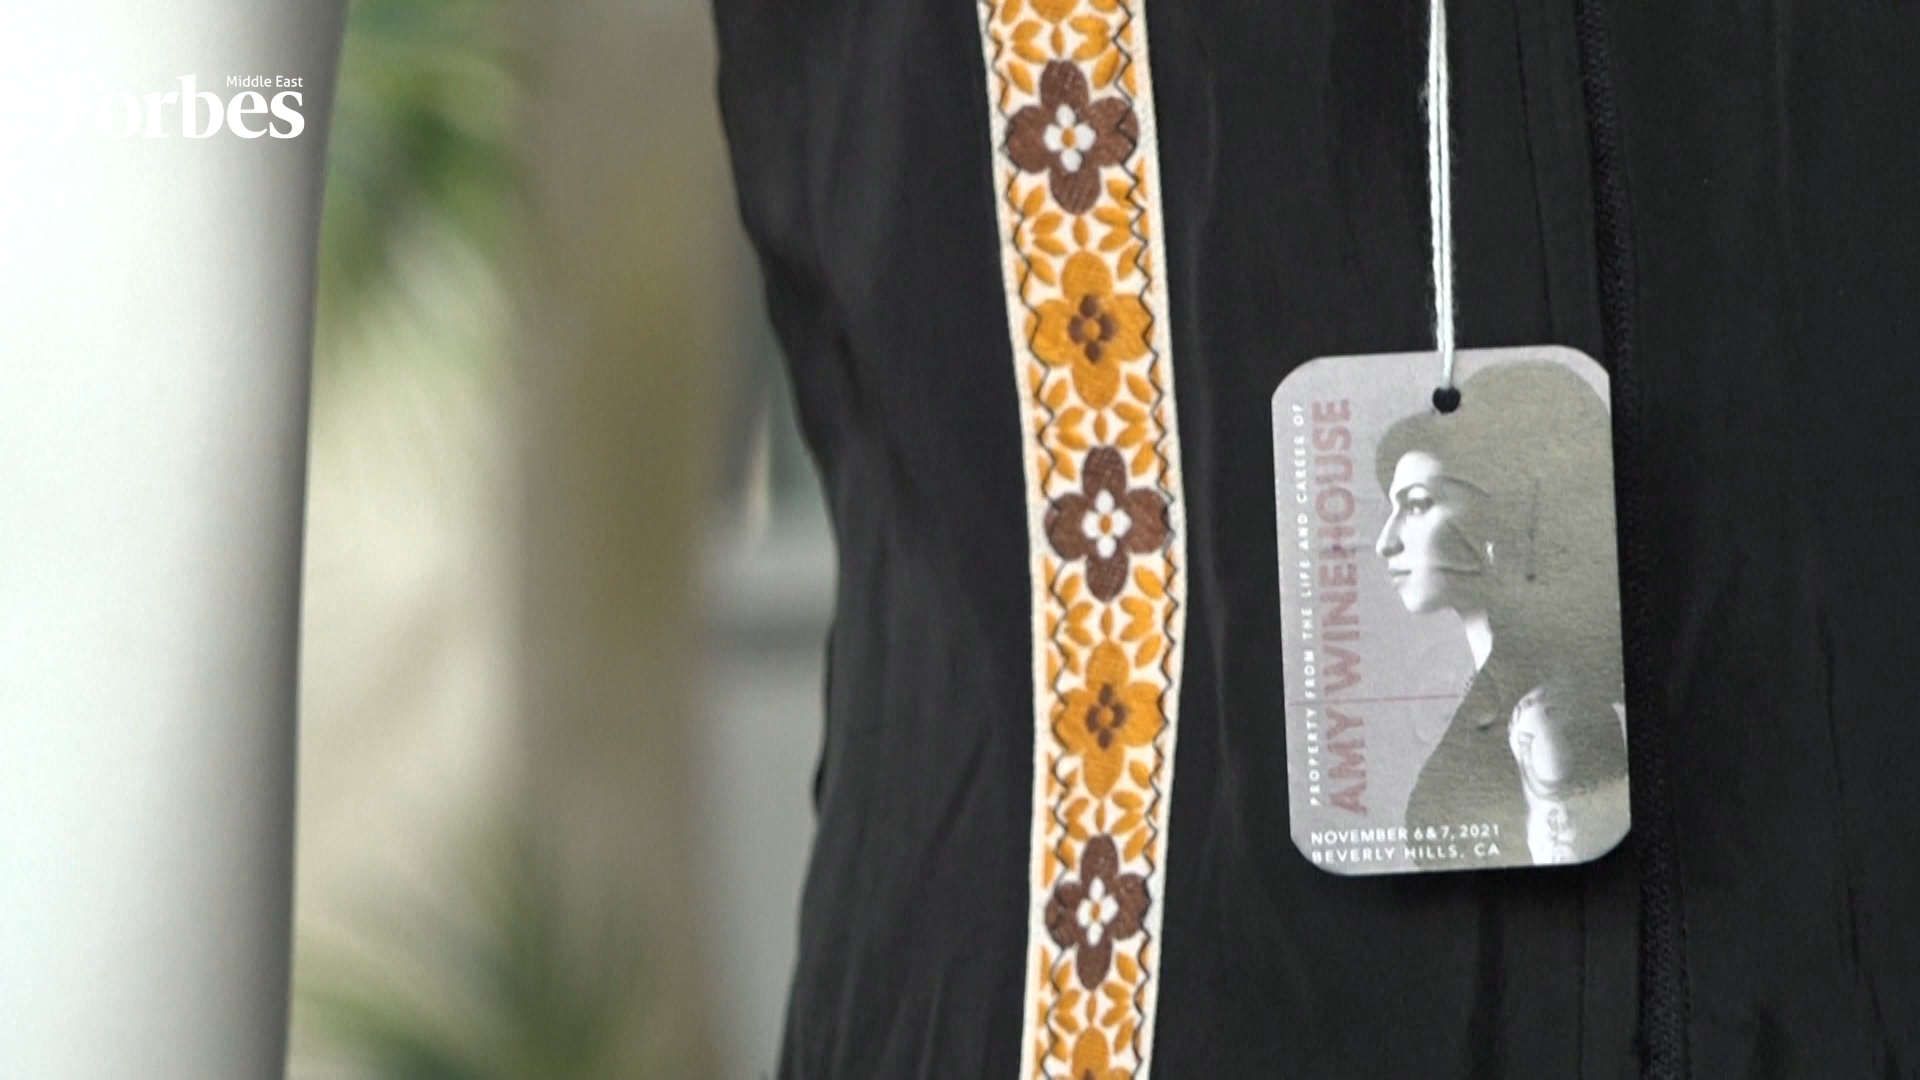 Forbes
Middle East
PROPERTY FROM THE LIFE AND CAREER OF
AMY WINEHOUSE
NOVEMBER 6 & 7, 2021
BEVERLY HILLS, CA